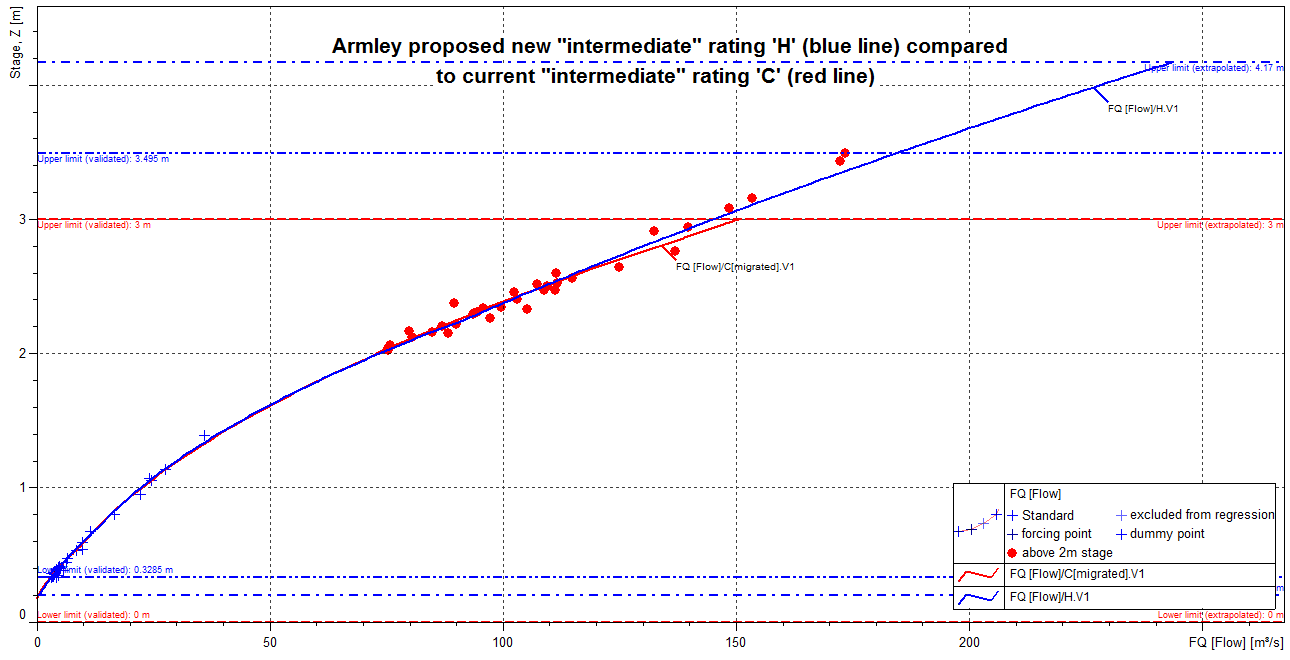 Stage, Z [m]
Armley proposed new "intermediate" rating 'H' (blue line) compared
to current "intermediate" rating 'C' (red line)
Upper limit (extrapolated): 4.17 m
FQ [Flow]/H.V1
Upper limit (validated): 3.495 m
3
Upper limit (validated): 3 m
Upper limit (extrapolated): 3 m
FQ [Flow]/C[migrated].V1
2
1
FQ [Flow]
Standard
excluded from regression
forcing point
dummy point
above 2m stage
FQ [Flow]/C[migrated].V1
FQ [Flow]/H.V1
Lower limit (validated): 0.3285 m
m
0
Lower limit (validated): 0 m
Lower limit (extrapolated): 0 m
0
50
100
150
200
FQ [Flow] [m³/s]